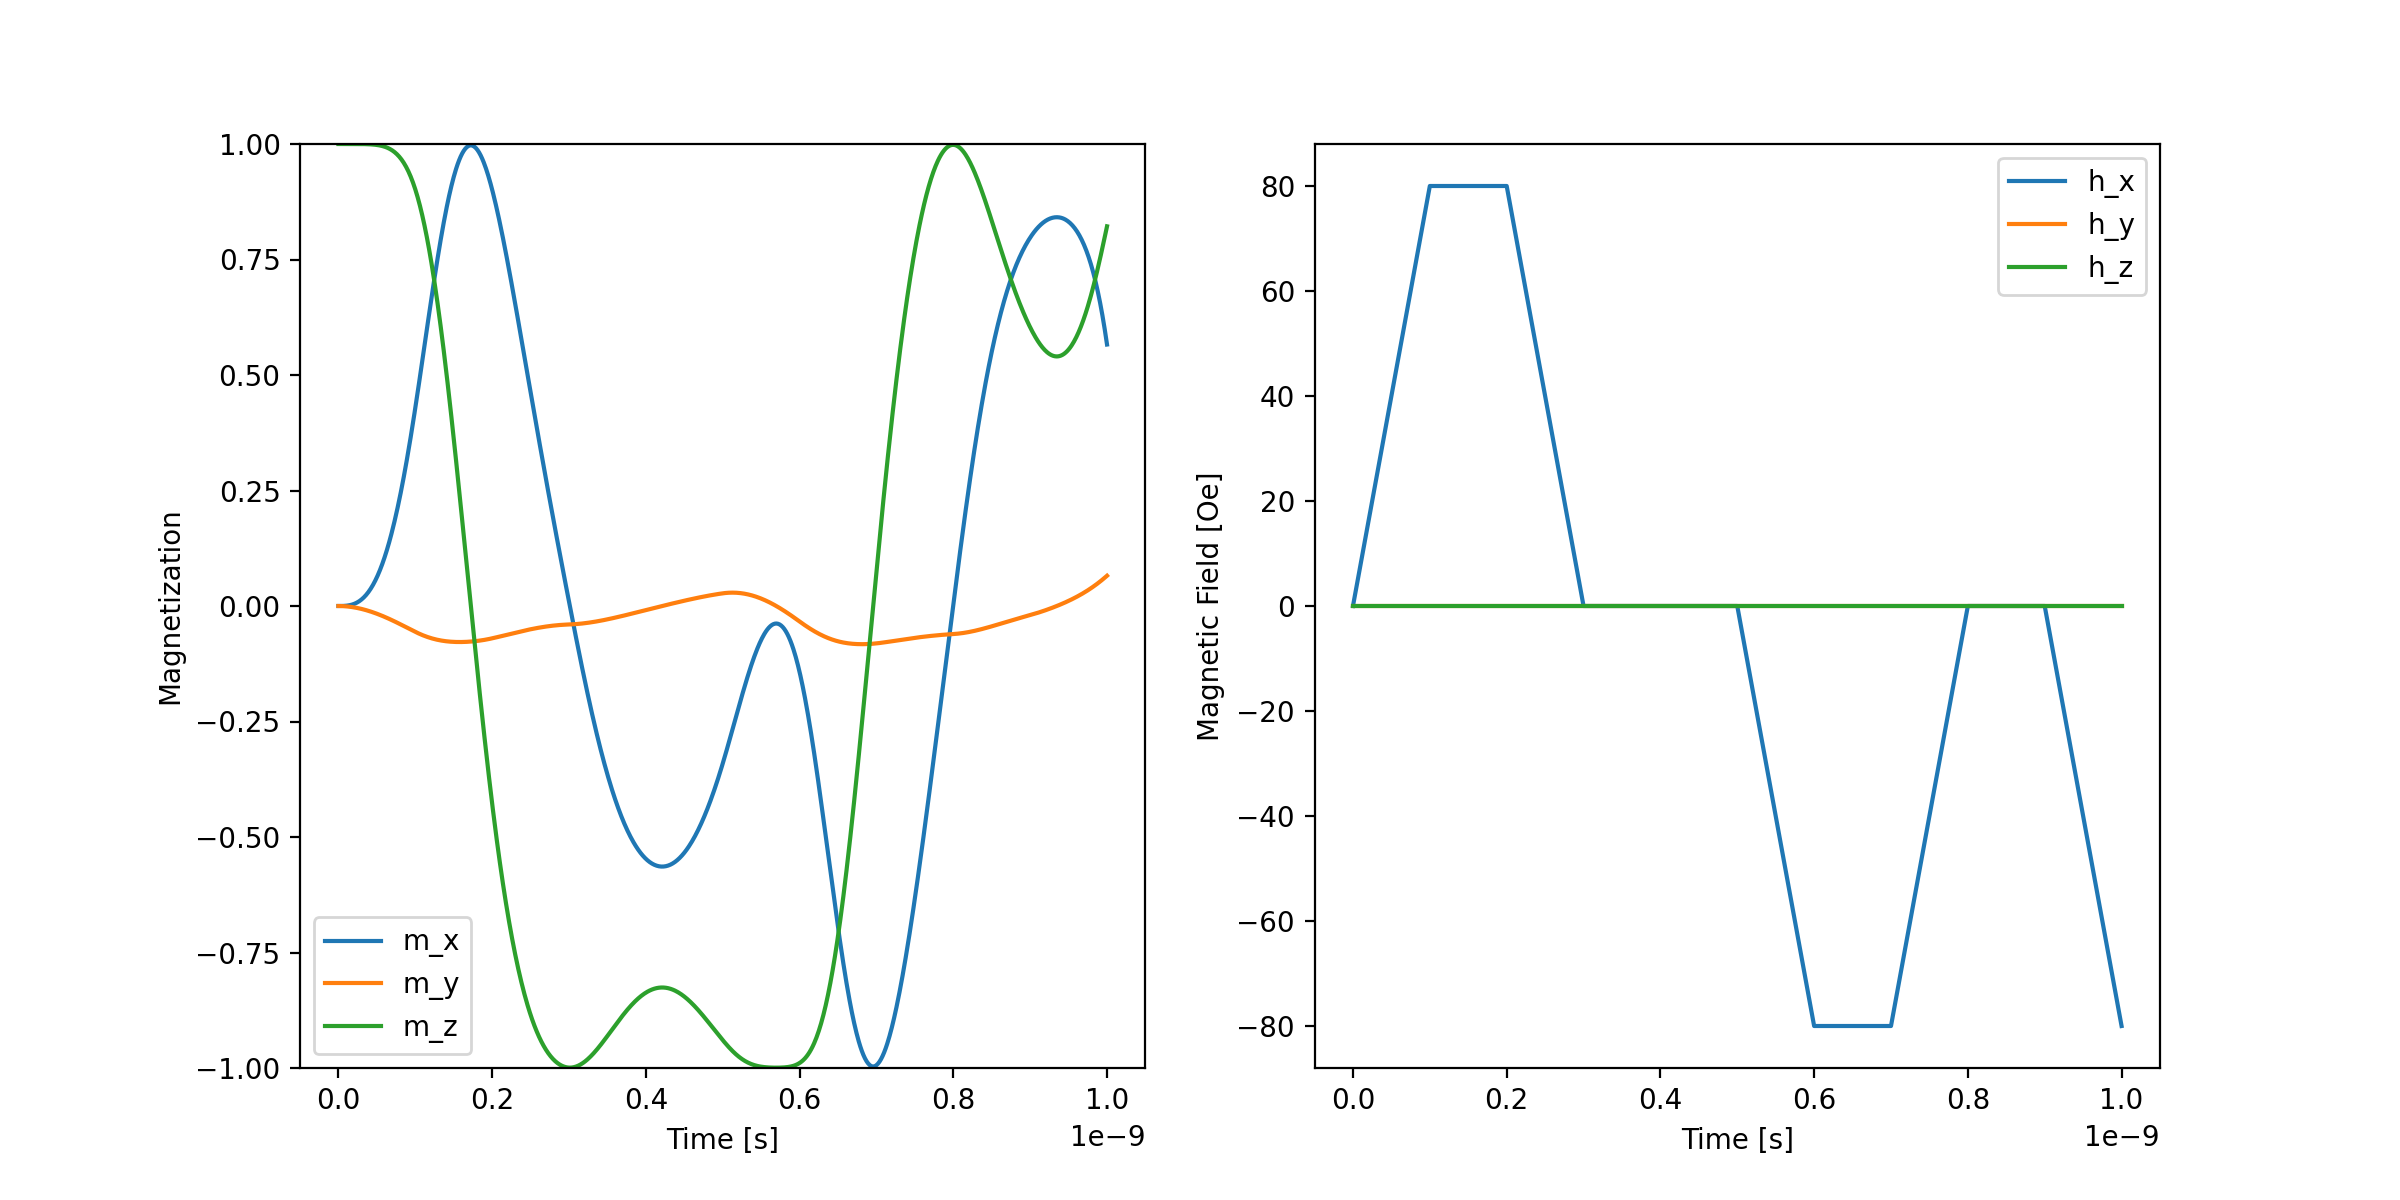 1.00
0.75
0.50
0.25
0.00
−0.25
−0.50
−0.75
−1.00
Magnetization
m_x
m_y
m_z
0.0 0.2 0.4 0.6 0.8 1.0
Time [s]
1e−9
80
60
40
20
0
−20
−40
−60
−80
Magnetic Field [Oe]
h_x
h_y
h_z
0.0 0.2 0.4 0.6 0.8 1.0
Time [s]
1e−9